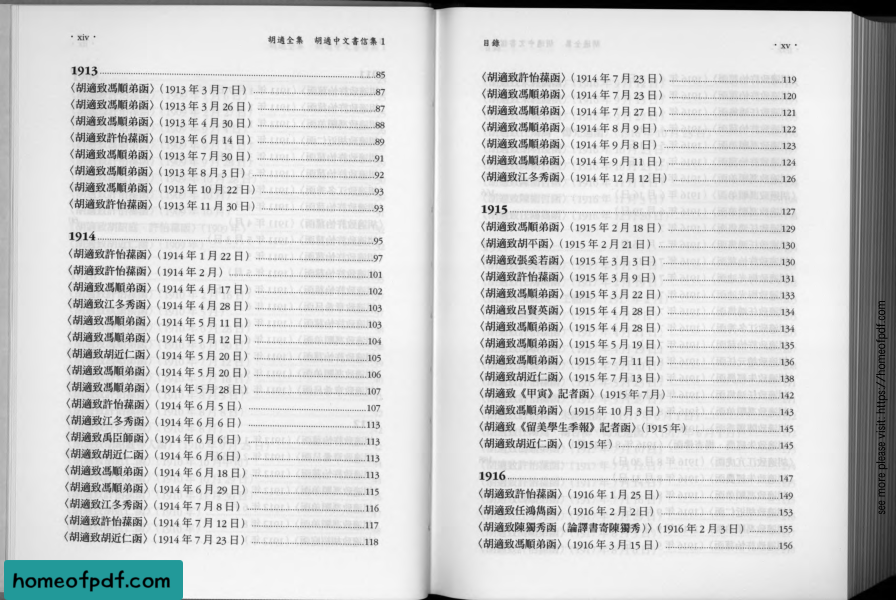 · xiv ·
胡適全集 胡適中文書信集1
1913 85
〈胡適致馮順弟函〉（1913 年 3 月 7 日） 87
〈胡適致馮順弟函〉（1913 年 3 月 26 日） 87
〈胡適致馮順弟函〉（1913 年 4 月 30 日） 88
〈胡適致許怡蓀函〉（1913 年 6 月 14 日） 89
〈胡適致馮順弟函〉（1913 年 7 月 30 日） 91
〈胡適致馮順弟函〉（1913 年 8 月 3 日） 92
〈胡適致馮順弟函〉（1913 年 10 月 22 日） 93
〈胡適致許怡蓀函〉（1913 年 11 月 30 日） 93
1914 95
〈胡適致許怡蓀函〉（1914 年 1 月 22 日） 97
〈胡適致許怡蓀函〉（1914 年 2 月） 101
〈胡適致馮順弟函〉（1914 年 4 月 17 日） 102
〈胡適致江冬秀函〉（1914 年 4 月 28 日） 103
〈胡適致馮順弟函〉（1914 年 5 月 11 日） 103
〈胡適致馮順弟函〉（1914 年 5 月 12 日） 104
〈胡適致胡近仁函〉（1914 年 5 月 20 日） 105
〈胡適致馮順弟函〉（1914 年 5 月 20 日） 106
〈胡適致馮順弟函〉（1914 年 5 月 28 日） 107
〈胡適致許怡蓀函〉（1914 年 6 月 5 日） 107
〈胡適致江冬秀函〉（1914 年 6 月 6 日） 113
〈胡適致禹臣師函〉（1914 年 6 月 6 日） 113
〈胡適致胡近仁函〉（1914 年 6 月 6 日） 113
〈胡適致馮順弟函〉（1914 年 6 月 18 日） 113
〈胡適致馮順弟函〉（1914 年 6 月 29 日） 115
〈胡適致江冬秀函〉（1914 年 7 月 8 日） 116
〈胡適致許怡蓀函〉（1914 年 7 月 12 日） 117
〈胡適致胡近仁函〉（1914 年 7 月 23 日） 118
目錄
· xv ·
〈胡適致許怡蓀函〉（1914 年 7 月 23 日） 119
〈胡適致馮順弟函〉（1914 年 7 月 23 日） 120
〈胡適致馮順弟函〉（1914 年 7 月 27 日） 121
〈胡適致馮順弟函〉（1914 年 8 月 9 日） 122
〈胡適致馮順弟函〉（1914 年 9 月 8 日） 123
〈胡適致馮順弟函〉（1914 年 9 月 11 日） 124
〈胡適致江冬秀函〉（1914 年 12 月 12 日） 126
1915 127
〈胡適致馮順弟函〉（1915 年 2 月 18 日） 129
〈胡適致胡平函〉（1915 年 2 月 21 日） 130
〈胡適致張奚若函〉（1915 年 3 月 3 日） 130
〈胡適致許怡蓀函〉（1915 年 3 月 9 日） 131
〈胡適致馮順弟函〉（1915 年 3 月 22 日） 133
〈胡適致呂賢英函〉（1915 年 4 月 28 日） 134
〈胡適致馮順弟函〉（1915 年 4 月 28 日） 134
〈胡適致馮順弟函〉（1915 年 5 月 19 日） 135
〈胡適致馮順弟函〉（1915 年 7 月 11 日） 136
〈胡適致胡近仁函〉（1915 年 7 月 13 日） 138
〈胡適致《甲寅》記者函〉（1915 年 7 月） 142
〈胡適致馮順弟函〉（1915 年 10 月 3 日） 143
〈胡適致《留美學生季報》記者函〉（1915 年） 145
〈胡適致胡近仁函〉（1915 年） 145
1916 147
〈胡適致許怡蓀函〉（1916 年 1 月 25 日） 149
〈胡適致任鴻雋函〉（1916 年 2 月 2 日） 153
〈胡適致陳獨秀函（論譯書寄陳獨秀）〉（1916 年 2 月 3 日） 155
〈胡適致馮順弟函〉（1916 年 3 月 15 日） 156
see more please visit: https://homeofpdf.com
homeofpdf.com